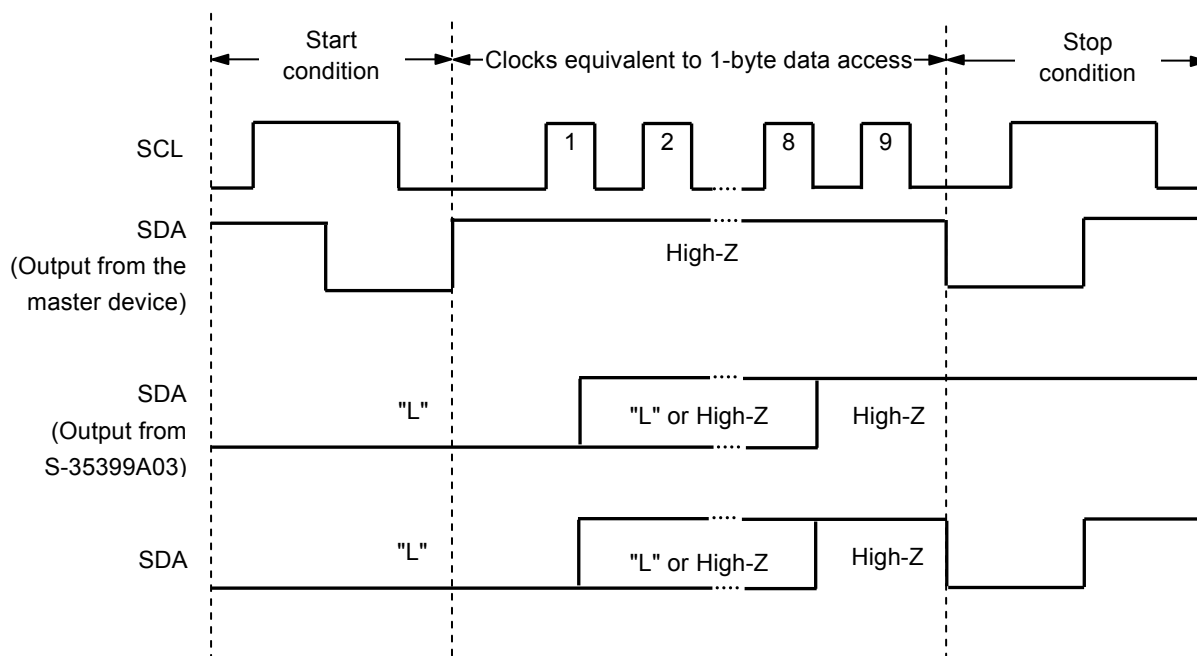 Start
condition
Clocks equivalent to 1-byte data access
Stop
condition
SCL
1
2
8
9
SDA
(Output from the
master device)
High-Z
SDA
(Output from
S-35399A03)
"L"
"L" or High-Z
High-Z
SDA
"L"
"L" or High-Z
High-Z